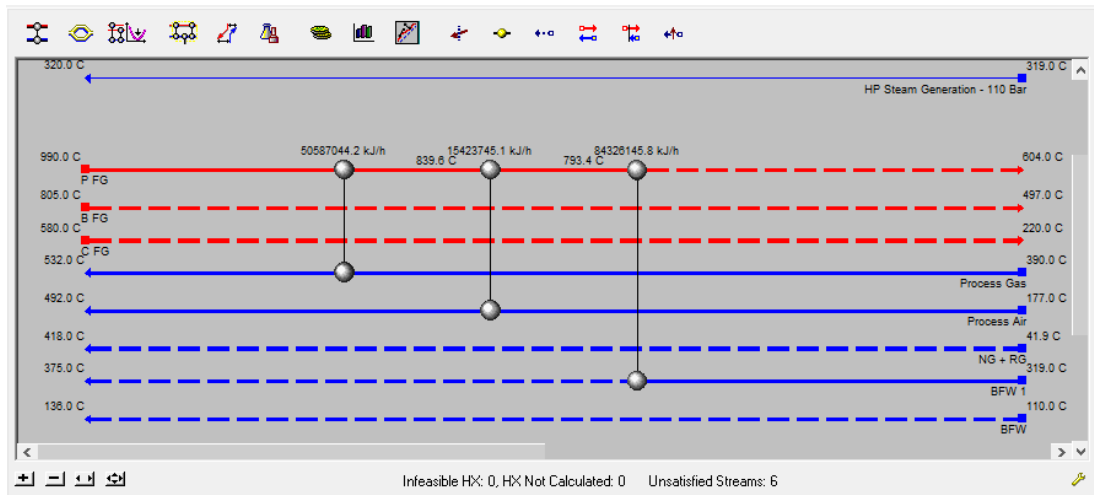 320.0 C
319.0 C
HP Steam Generation - 110 Bar
50587044.2 kJ/h
15423745.1 kJ/h
84326145.8 kJ/h
839.6 C
793.4 C
990.0 C
604.0 C
P FG
805.0 C
497.0 C
B FG
580.0 C
220.0 C
C FG
532.0 C
390.0 C
Process Gas
492.0 C
177.0 C
Process Air
418.0 C
41.9 C
NG + RG
375.0 C
319.0 C
BFW 1
136.0 C
110.0 C
BFW
Infeasible HX: 0, HX Not Calculated: 0 Unsatisfied Streams: 6